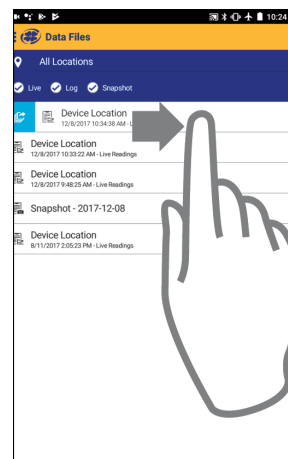 10:24
Data Files
All Locations
Live Log Snapshot
Device Location
12/8/2017 10:34:38 AM - L
Device Location
12/8/2017 10:33:22 AM - Live Readings
Device Location
12/8/2017 9:48:25 AM - Live Readings
Snapshot - 2017-12-08
Device Location
8/11/2017 2:05:23 PM - Live Readings